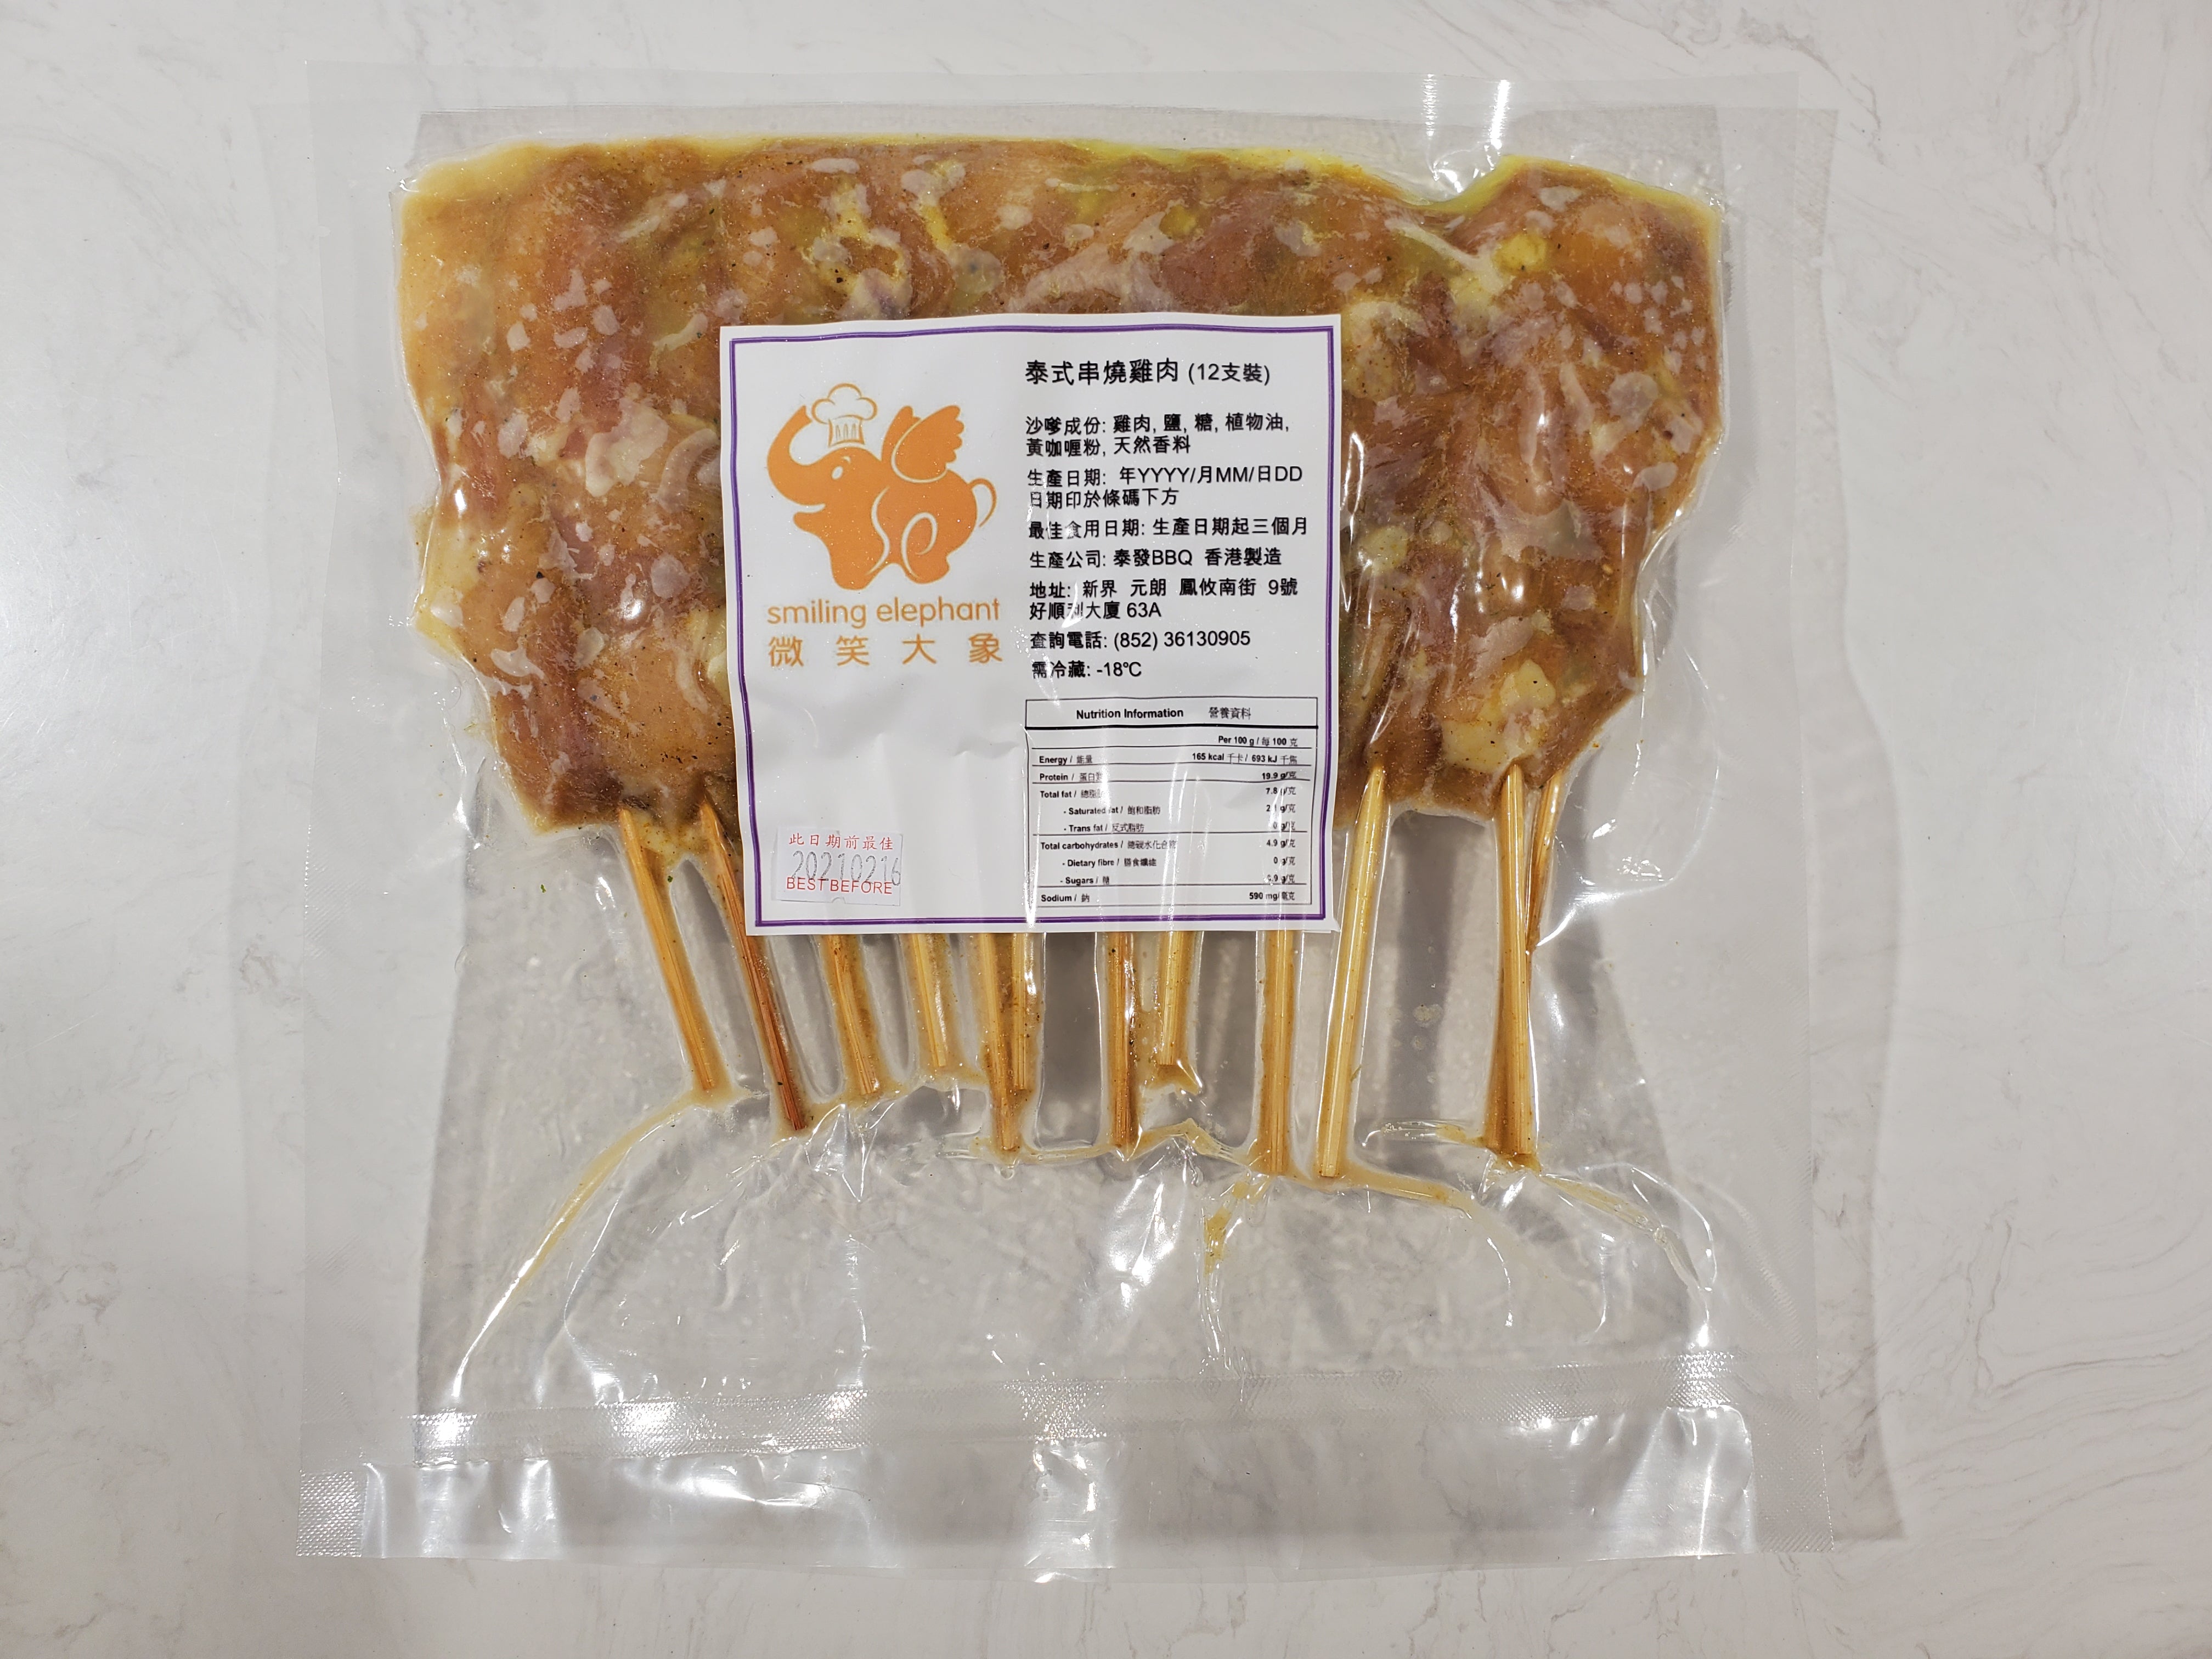 smiling elephant
微笑大象
此日期前最佳
20210216
BEST BEFORE
泰式串燒雞肉 (12支裝)
沙嗲成份: 雞肉, 鹽, 糖, 植物油,
黃咖喱粉, 天然香料
生產日期: 年YYYY/月MM/日DD
日期印於條碼下方
最佳食用日期: 生產日期起三個月
生產公司: 泰發BBQ 香港製造
地址: 新界 元朗 鳳攸南街 9號
好順利大廈 63A
查詢電話: (852) 36130905
需冷藏: -18℃
Nutrition Information 營養資料
Per 100 g / 每 100 克
Energy / 能量 165 kcal 千卡 / 693 kJ 千焦
Protein / 蛋白質 19.9 g/克
Total fat / 總脂肪 7.8 g/克
- Saturated fat / 飽和脂肪 g/克
- Trans fat / 反式脂肪 0 g/克
Total carbohydrates / 總碳水化合物 4.9 g/克
- Dietary fibre / 膳食纖維 0 g/克
- Sugars / 糖 g/克
Sodium / 鈉 590 mg/毫克